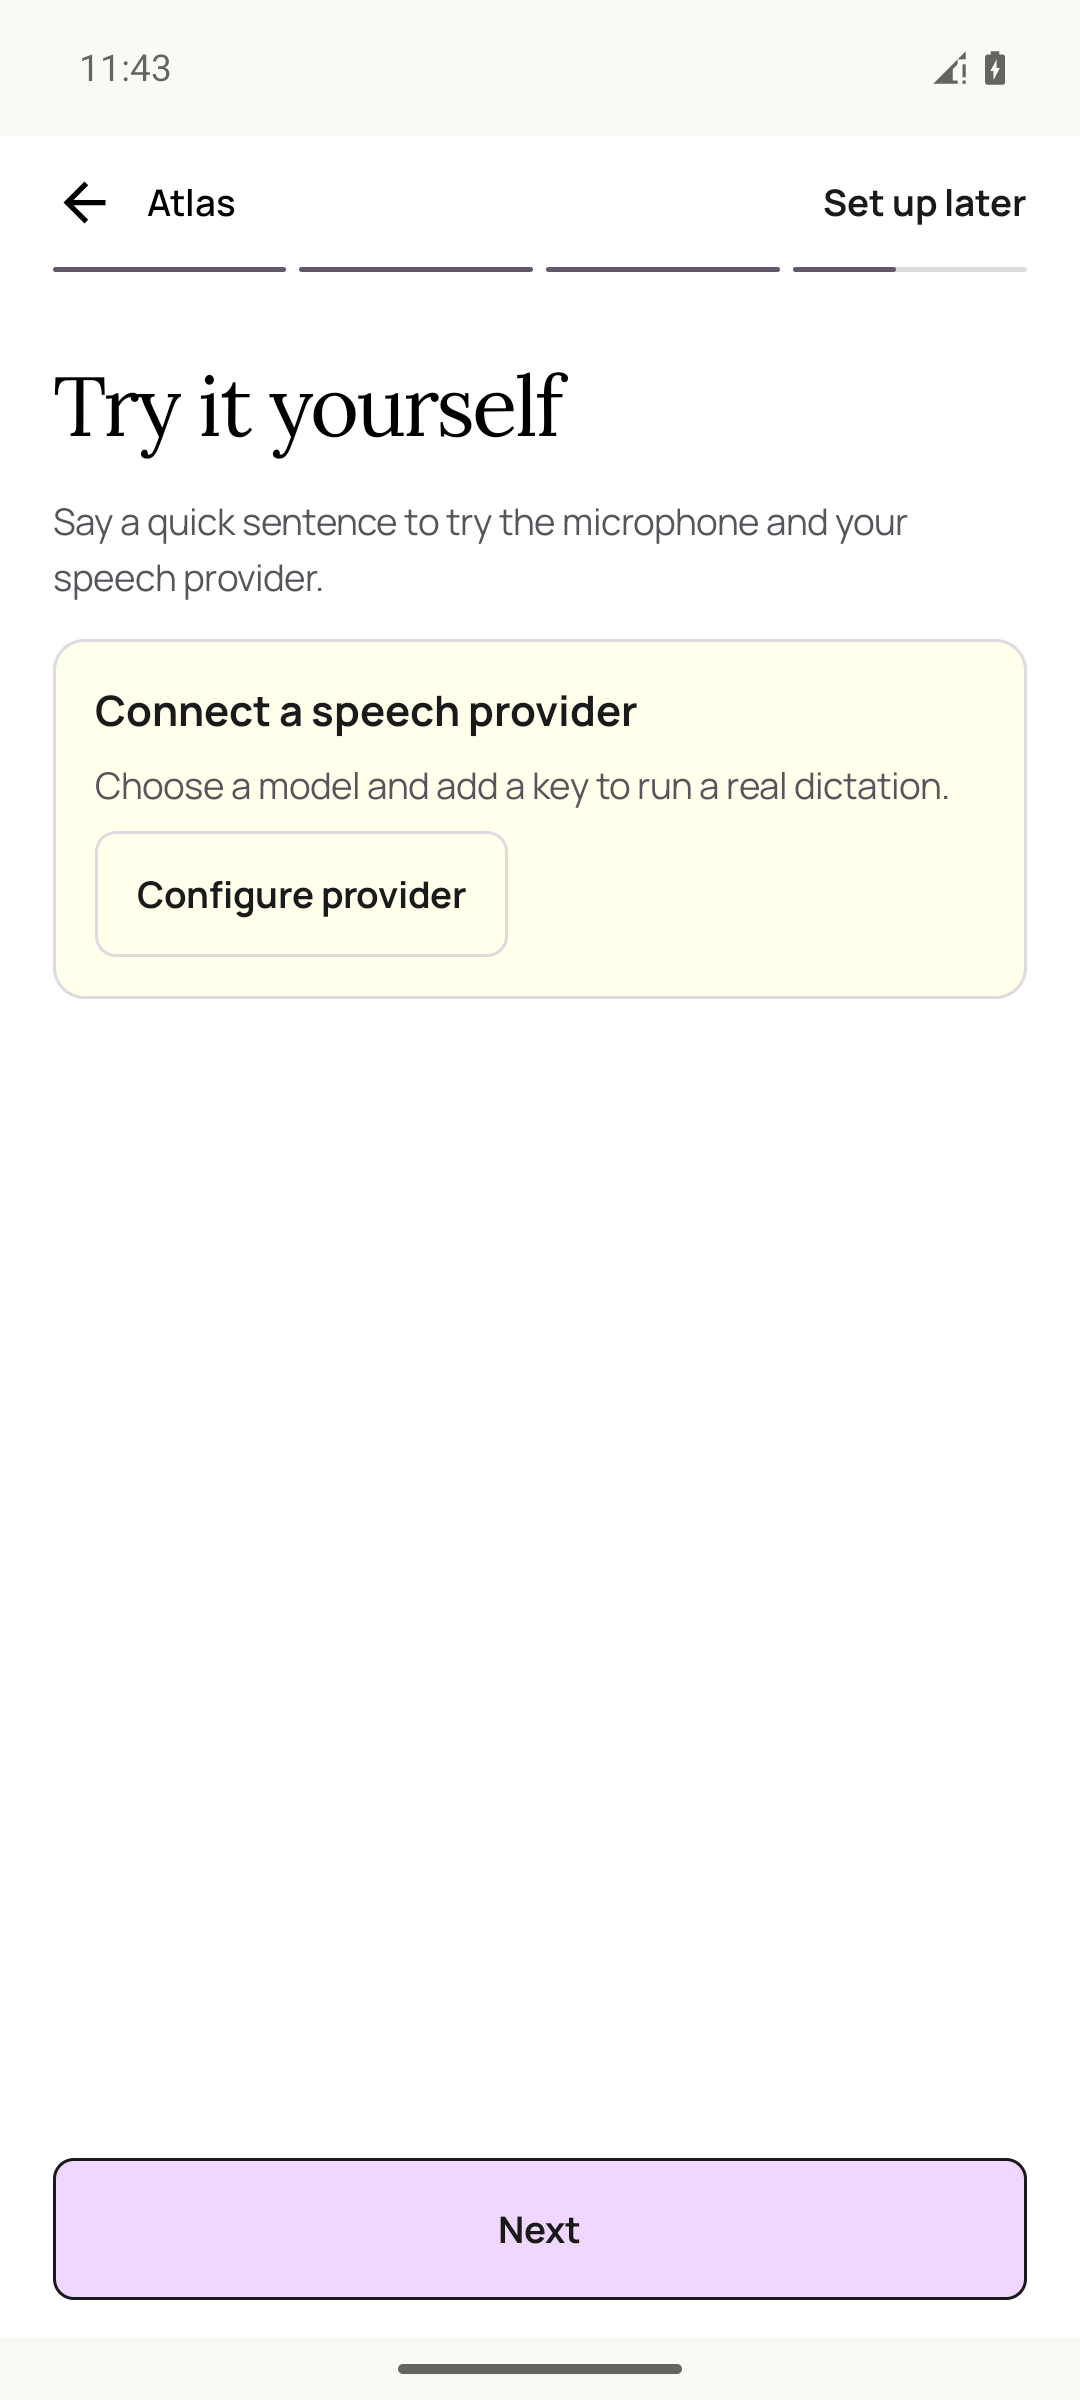 11:43
Atlas
Set up later
Try it yourself
Say a quick sentence to try the microphone and your
speech provider.
Connect a speech provider
Choose a model and add a key to run a real dictation.
Configure provider
Next